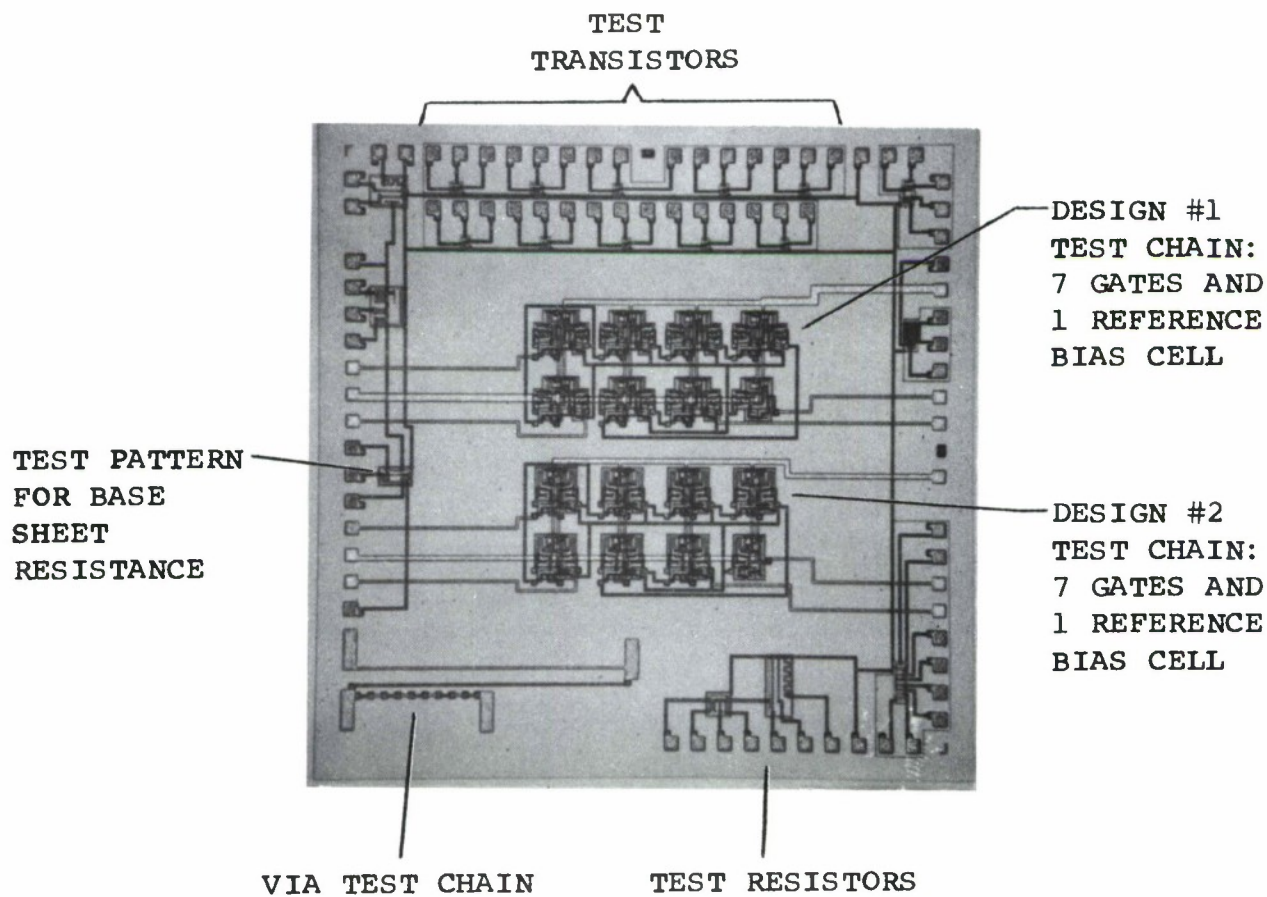 TEST
TRANSISTORS
DESIGN #1
TEST CHAIN:
7 GATES AND
1 REFERENCE
BIAS CELL
TEST PATTERN
FOR BASE
SHEET
RESISTANCE
DESIGN #2
TEST CHAIN:
7 GATES AND
1 REFERENCE
BIAS CELL
VIA TEST CHAIN
TEST RESISTORS